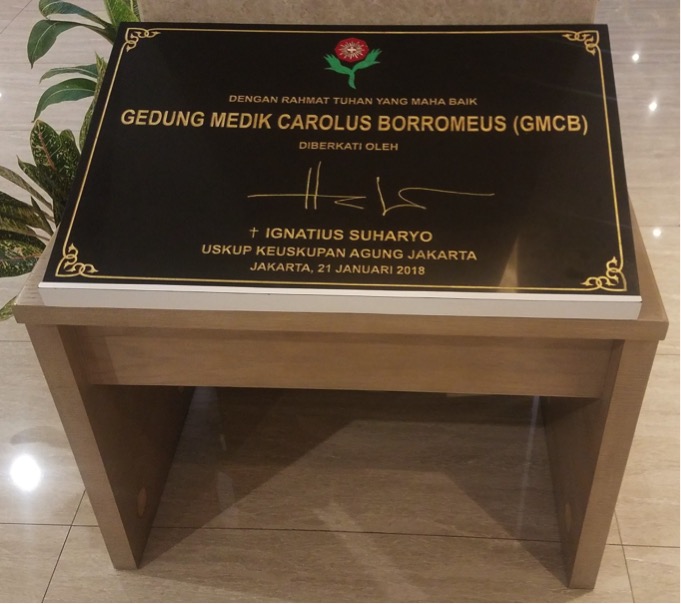 DENGAN RAHMAT TUHAN YANG MAHA BAIK
GEDUNG MEDIK CAROLUS BORROMEUS (GMCB)
DIBERKATI OLEH
† IGNATIUS SUHARYO
USKUP KEUSKUPAN AGUNG JAKARTA
JAKARTA, 21 JANUARI 2018